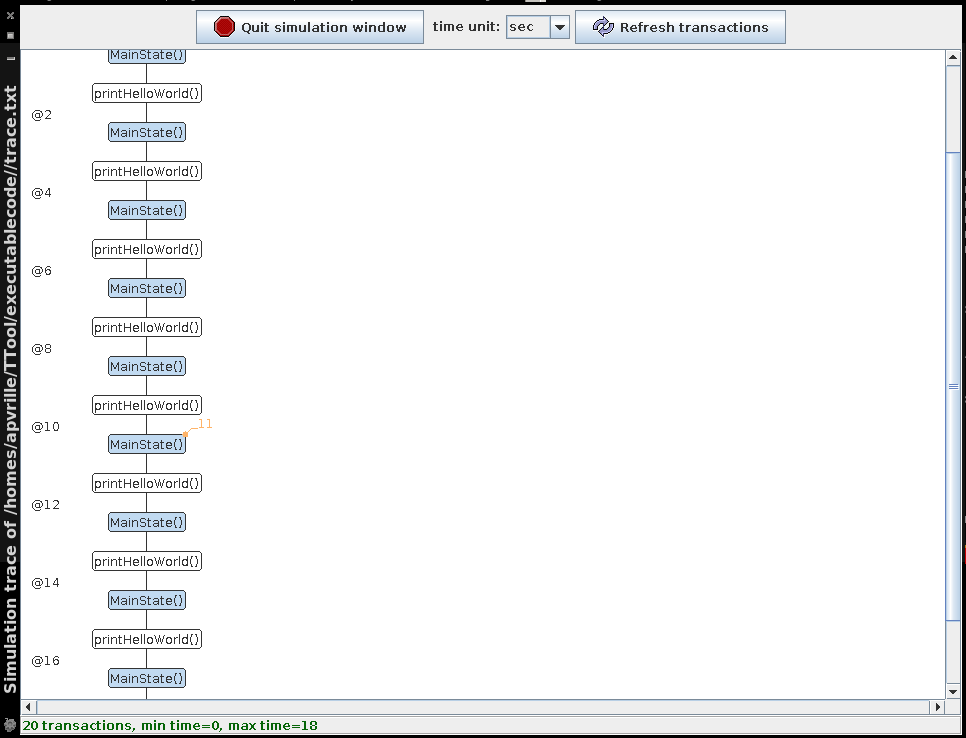 Simulation trace of /homes/apvrille/TTool/executablecode//trace.txt
Quit simulation window time unit: sec Refresh transactions
MainState()
printHelloWorld()
@2
MainState()
printHelloWorld()
@4
MainState()
printHelloWorld()
@6
MainState()
printHelloWorld()
@8
MainState()
printHelloWorld()
11
@10
MainState()
printHelloWorld()
@12
MainState()
printHelloWorld()
@14
MainState()
printHelloWorld()
@16
MainState()
20 transactions, min time=0, max time=18